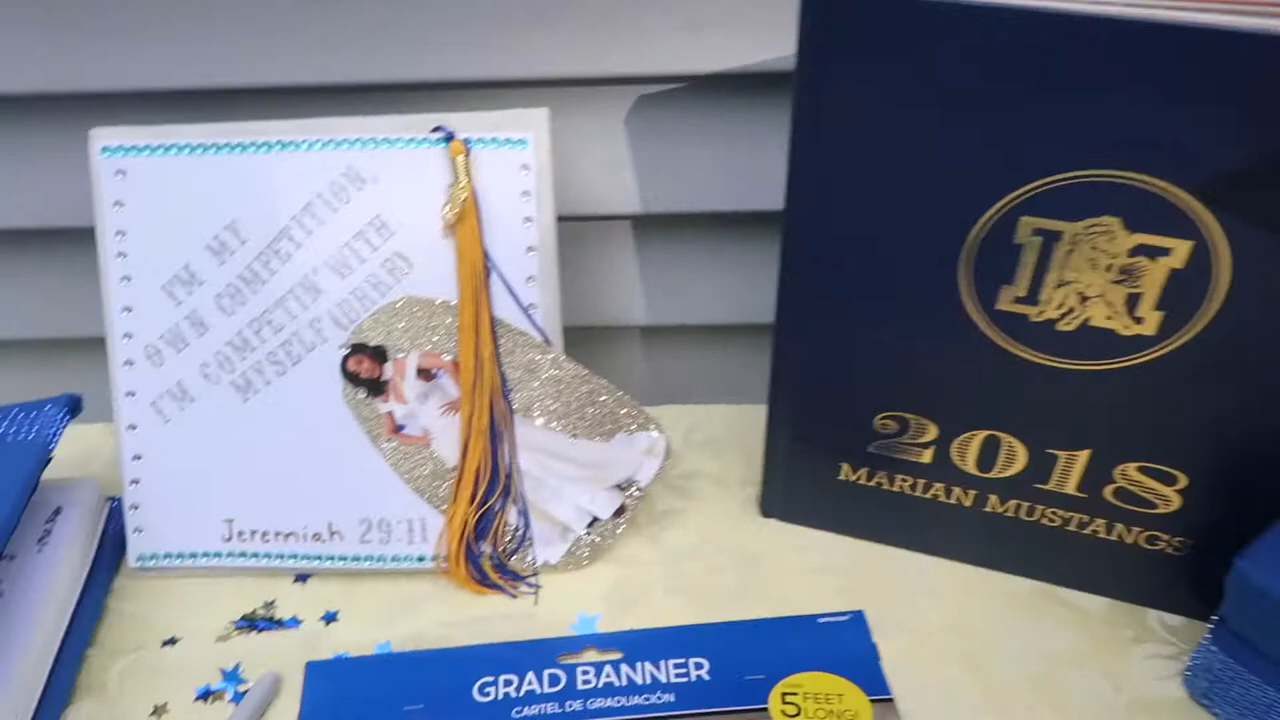 I'M MY
OWN COMPETITION,
I'M COMPETIN' WITH
MYSELF (BRRR)
Jeremiah 29:11
M
2018
MARIAN MUSTANGS
GRAD BANNER
CARTEL DE GRADUACIÓN
5 FEET
LONG!